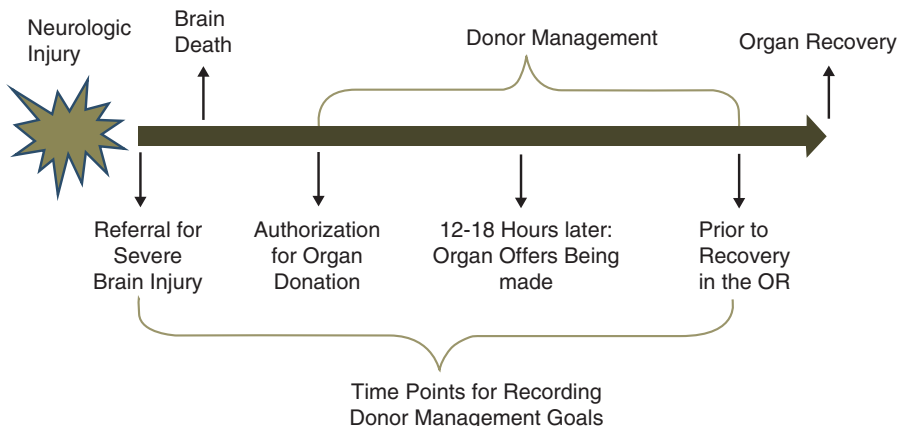 Neurologic
Injury
Brain
Death
Donor Management
Organ Recovery
Referral for
Severe
Brain Injury
Authorization
for Organ
Donation
12-18 Hours later:
Organ Offers Being
made
Prior to
Recovery
in the OR
Time Points for Recording
Donor Management Goals